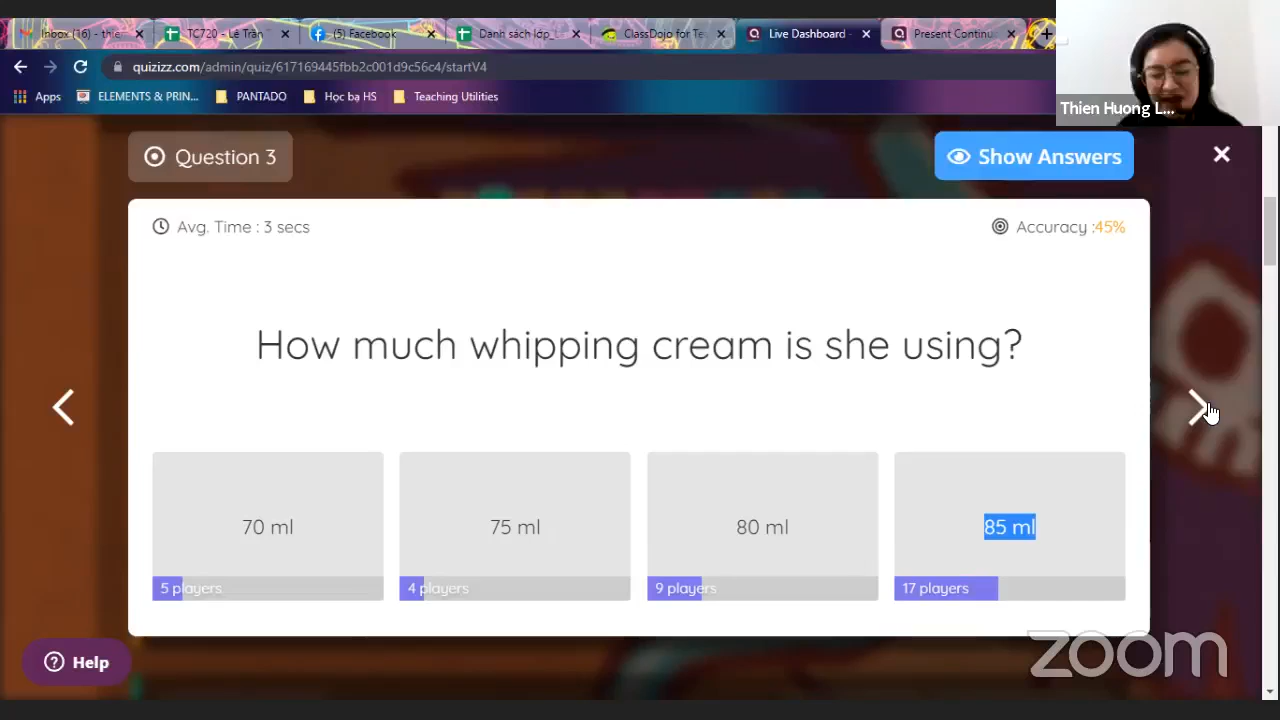 Inbox (16) - thie
TC720 - Lê Trần
(5) Facebook
Danh sách lớp_L
ClassDojo for Te
Live Dashboard -
Present Continu
quizizz.com/admin/quiz/617169445fbb2c001d9c56c4/startV4
Apps
ELEMENTS & PRIN...
PANTADO
Học bạ HS
Teaching Utilities
Thien Huong L...
Question 3
Show Answers
Avg. Time : 3 secs
Accuracy :45%
How much whipping cream is she using?
70 ml
75 ml
80 ml
85 ml
5 players
4 players
9 players
17 players
Help
zoom